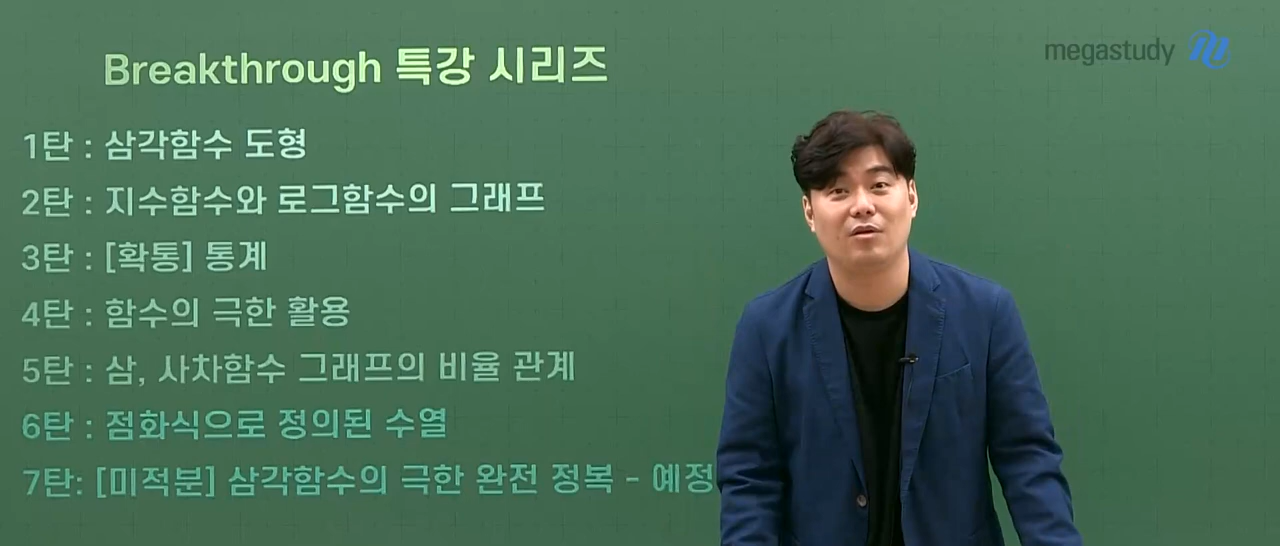 Breakthrough 특강 시리즈
megastudy M
1탄 : 삼각함수 도형
2탄 : 지수함수와 로그함수의 그래프
3탄 : [확통] 통계
4탄 : 함수의 극한 활용
5탄 : 삼, 사차함수 그래프의 비율 관계
6탄 : 점화식으로 정의된 수열
7탄: [미적분] 삼각함수의 극한 완전 정복 - 예정